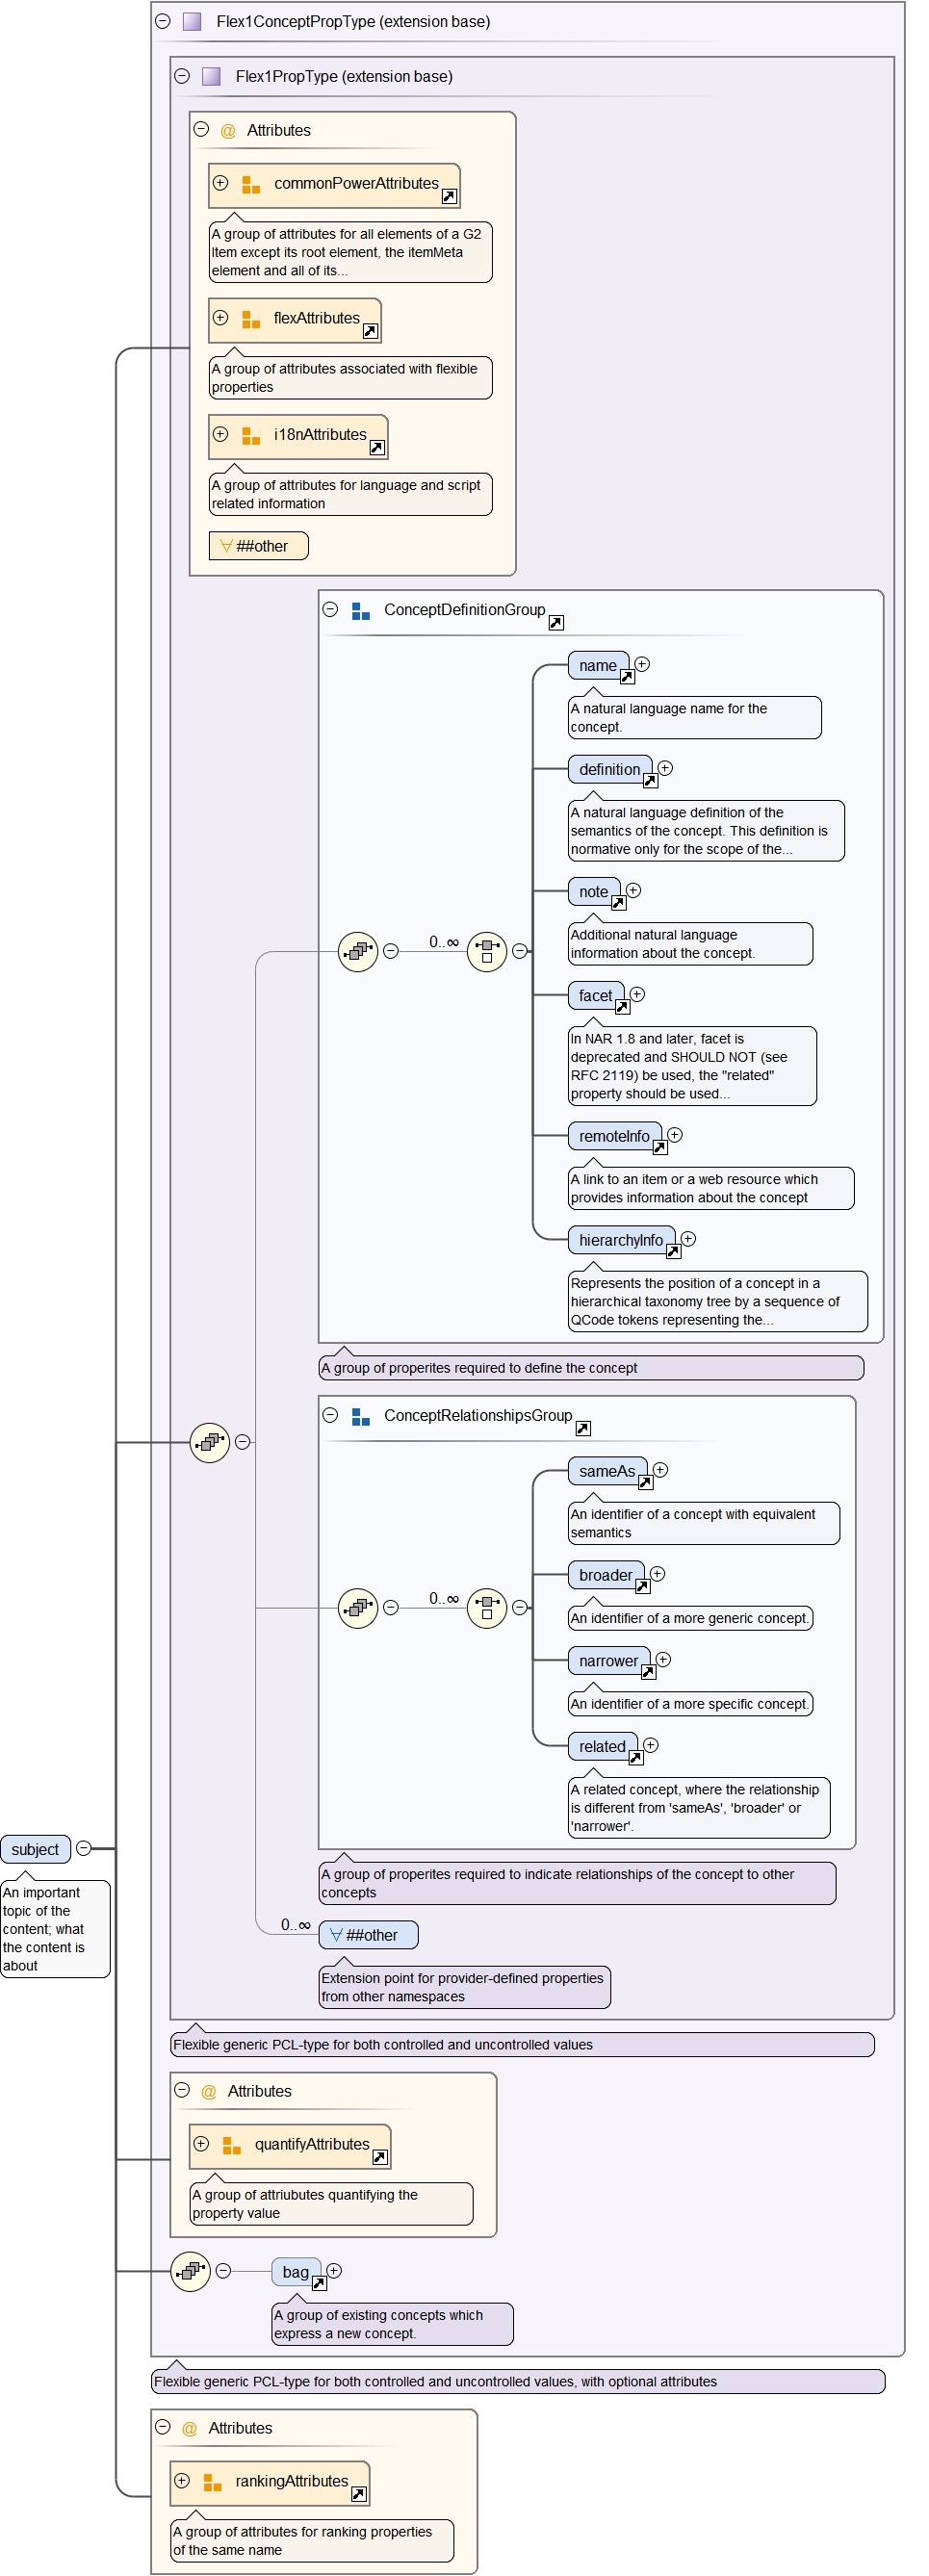 Flex1ConceptPropType (extension base)
Flex1PropType (extension base)
@ Attributes
commonPowerAttributes
A group of attributes for all elements of a G2
Item except its root element, the itemMeta
element and all of its...
flexAttributes
A group of attributes associated with flexible
properties
i18nAttributes
A group of attributes for language and script
related information
##other
ConceptDefinitionGroup
name
A natural language name for the
concept.
definition
A natural language definition of the
semantics of the concept. This definition is
normative only for the scope of the...
note
0..∞
Additional natural language
information about the concept.
facet
In NAR 1.8 and later, facet is
deprecated and SHOULD NOT (see
RFC 2119) be used, the "related"
property should be used...
remoteInfo
A link to an item or a web resource which
provides information about the concept
hierarchyInfo
Represents the position of a concept in a
hierarchical taxonomy tree by a sequence of
QCode tokens representing the...
A group of properites required to define the concept
ConceptRelationshipsGroup
sameAs
An identifier of a concept with equivalent
semantics
broader
0..∞
An identifier of a more generic concept.
narrower
An identifier of a more specific concept.
related
A related concept, where the relationship
is different from 'sameAs', 'broader' or
'narrower'.
subject
An important
topic of the
content; what
the content is
about
A group of properites required to indicate relationships of the concept to other
concepts
0..∞
##other
Extension point for provider-defined properties
from other namespaces
Flexible generic PCL-type for both controlled and uncontrolled values
@ Attributes
quantifyAttributes
A group of attriubutes quantifying the
property value
bag
A group of existing concepts which
express a new concept.
Flexible generic PCL-type for both controlled and uncontrolled values, with optional attributes
@ Attributes
rankingAttributes
A group of attributes for ranking properties
of the same name